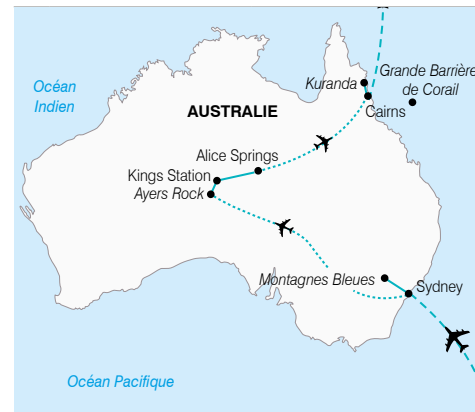 Océan
Indien
AUSTRALIE
Kuranda
Grande Barrière
de Corail
Cairns
Alice Springs
Kings Station
Ayers Rock
Montagnes Bleues
Sydney
Océan Pacifique